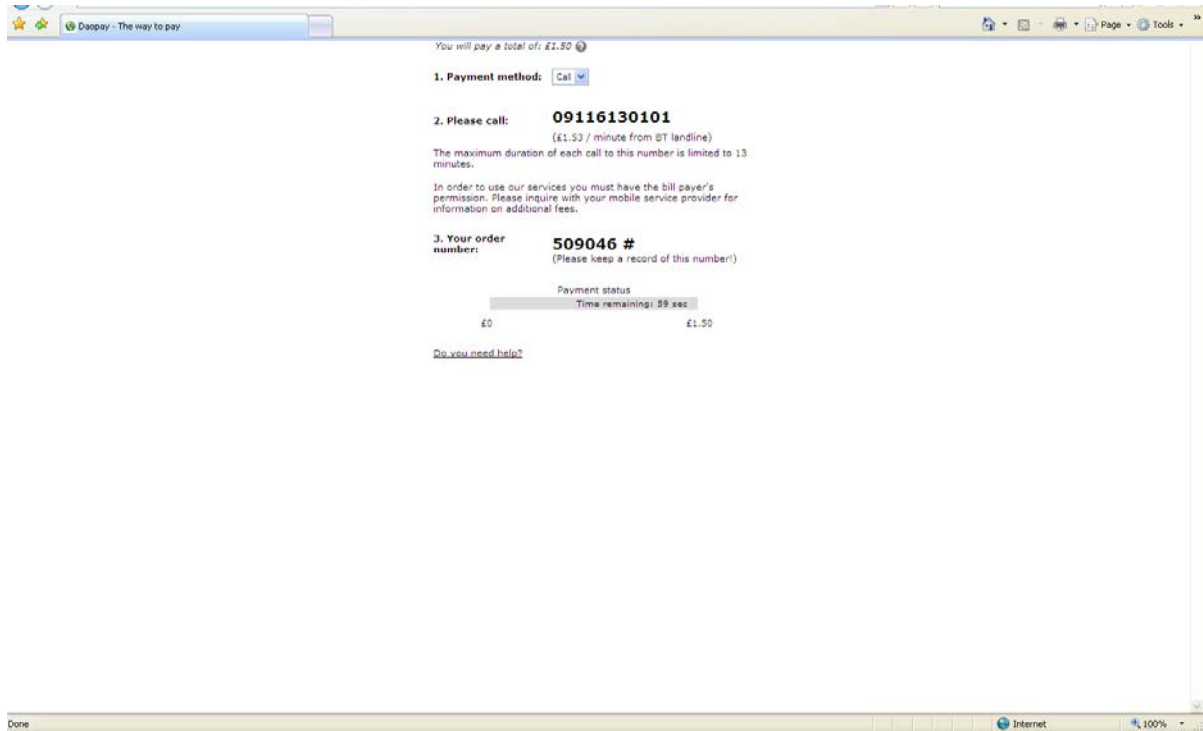 Daopay - The way to pay
Page
Tools
»
You will pay a total of: £1.50
1. Payment method: Call
2. Please call: 09116130101
(£1.53 / minute from BT landline)
The maximum duration of each call to this number is limited to 13
minutes.
In order to use our services you must have the bill payer's
permission. Please inquire with your mobile service provider for
information on additional fees.
3. Your order
number:
509046 #
(Please keep a record of this number!)
Payment status
Time remaining: 59 sec
£0 £1.50
Do you need help?
Done Internet 100%